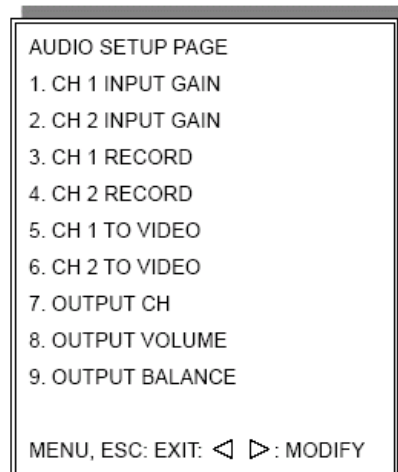 AUDIO SETUP PAGE
1. CH 1 INPUT GAIN
2. CH 2 INPUT GAIN
3. CH 1 RECORD
4. CH 2 RECORD
5. CH 1 TO VIDEO
6. CH 2 TO VIDEO
7. OUTPUT CH
8. OUTPUT VOLUME
9. OUTPUT BALANCE
MENU, ESC: EXIT: ◁ ▷: MODIFY